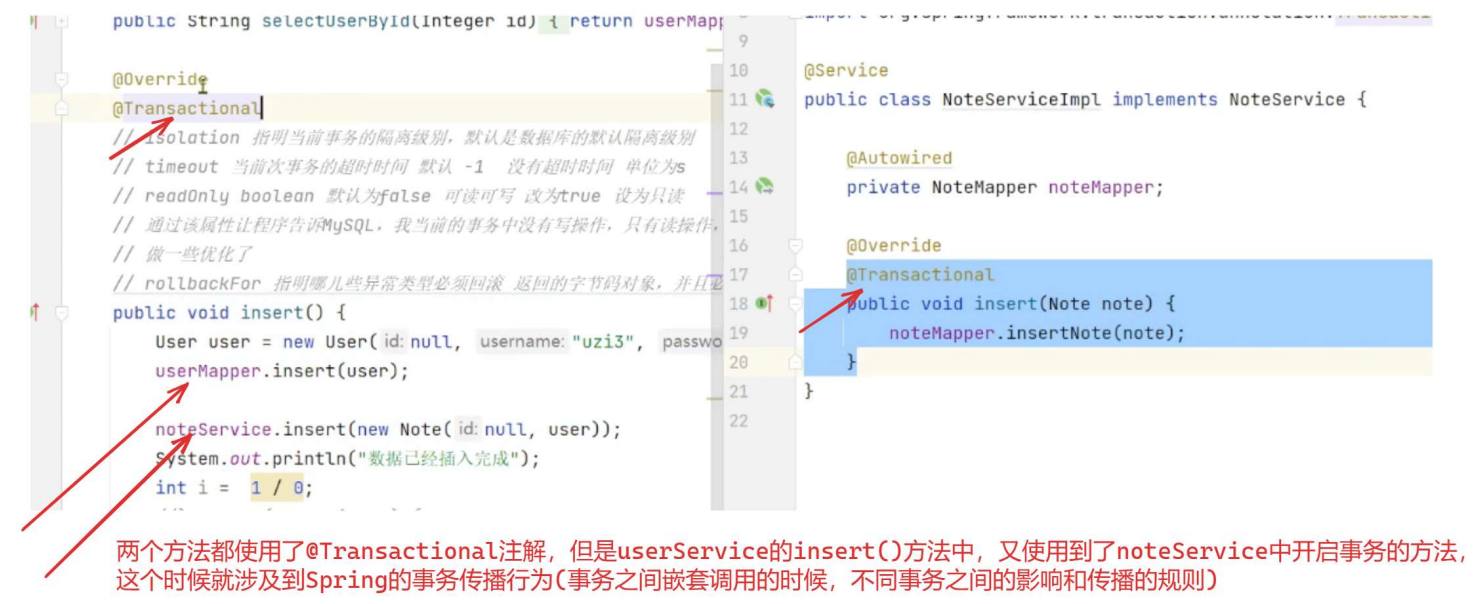 public String selectUserById(Integer id) { return userMapp
@Override
@Transactional
// isolation 指明当前事务的隔离级别，默认是数据库的默认隔离级别
// timeout 当前次事务的超时时间 默认 -1 没有超时时间 单位为s
// readOnly boolean 默认为false 可读可写 改为true 设为只读
// 通过该属性让程序告诉MySQL，我当前的事务中没有写操作，只有读操作，
// 做一些优化了
// rollbackFor 指明哪儿些异常类型必须回滚 返回的字节码对象，并且必
public void insert() {
User user = new User( id: null, username: "uzi3", passwo
userMapper.insert(user);
noteService.insert(new Note( id: null, user));
System.out.println("数据已经插入完成");
int i = 1 / 0;
import org.springframework.transaction.annotation.Transacti
9
10 @Service
11 public class NoteServiceImpl implements NoteService {
12
13 @Autowired
14 private NoteMapper noteMapper;
15
16 @Override
17 @Transactional
18 public void insert(Note note) {
19 noteMapper.insertNote(note);
20 }
21 }
22
两个方法都使用了@Transactional注解，但是userService的insert()方法中，又使用到了noteService中开启事务的方法，
这个时候就涉及到Spring的事务传播行为(事务之间嵌套调用的时候，不同事务之间的影响和传播的规则)